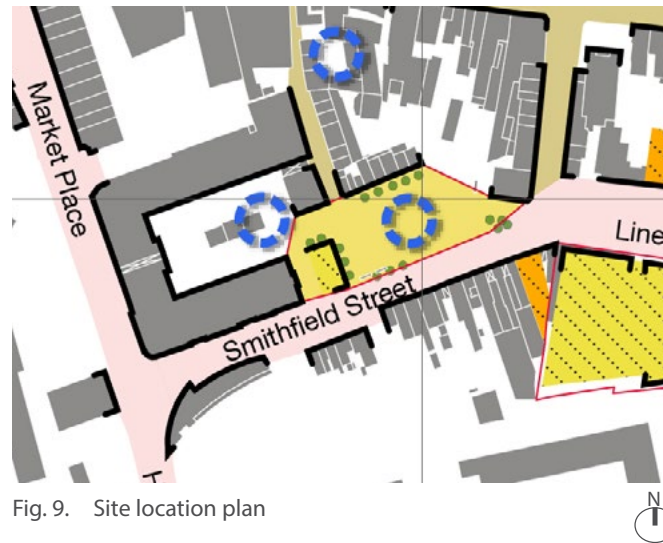 Market Place
Smithfield Street
Line
H
Fig. 9. Site location plan
N